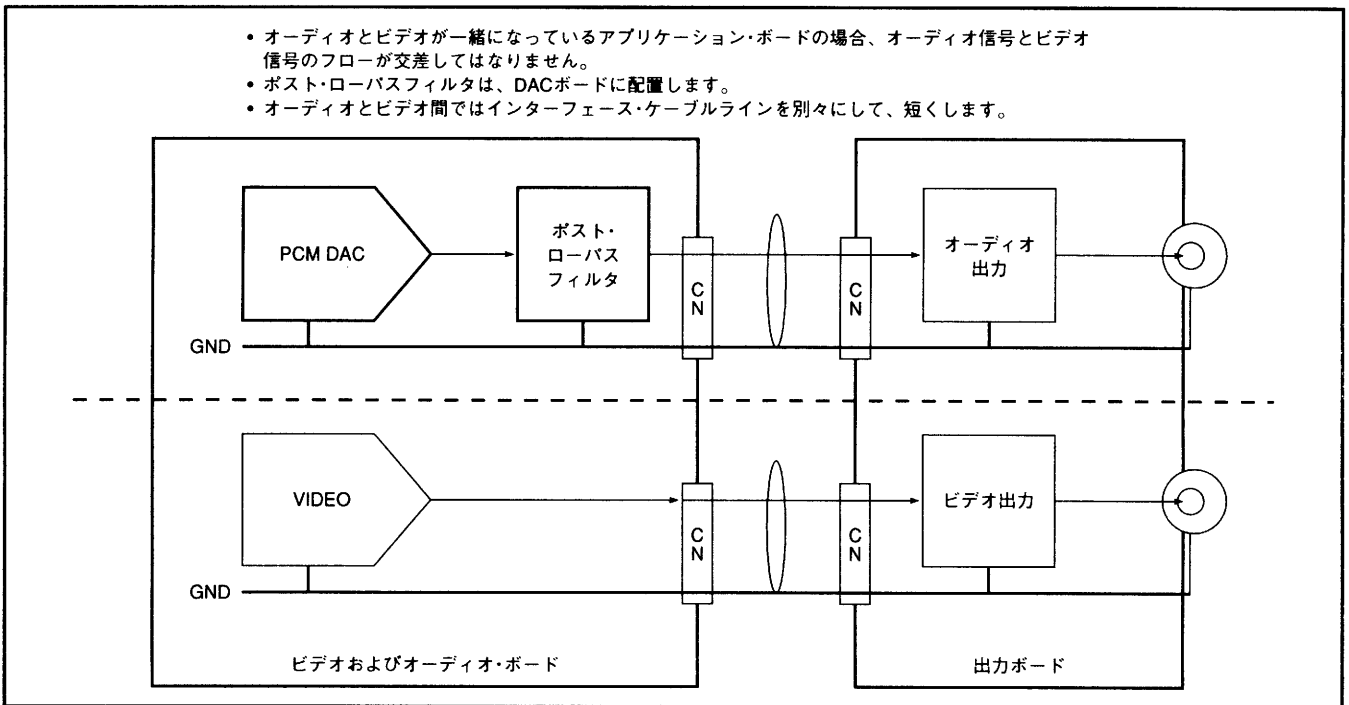 • オーディオとビデオが一緒になっているアプリケーション・ボードの場合、オーディオ信号とビデオ
信号のフローが交差してはなりません。
• ポスト・ローパスフィルタは、DACボードに配置します。
• オーディオとビデオ間ではインターフェース・ケーブルラインを別々にして、短くします。
PCM DAC
ポスト・
ローパス
フィルタ
CN
CN
オーディオ
出力
GND
VIDEO
CN
CN
ビデオ出力
GND
ビデオおよびオーディオ・ボード
出力ボード